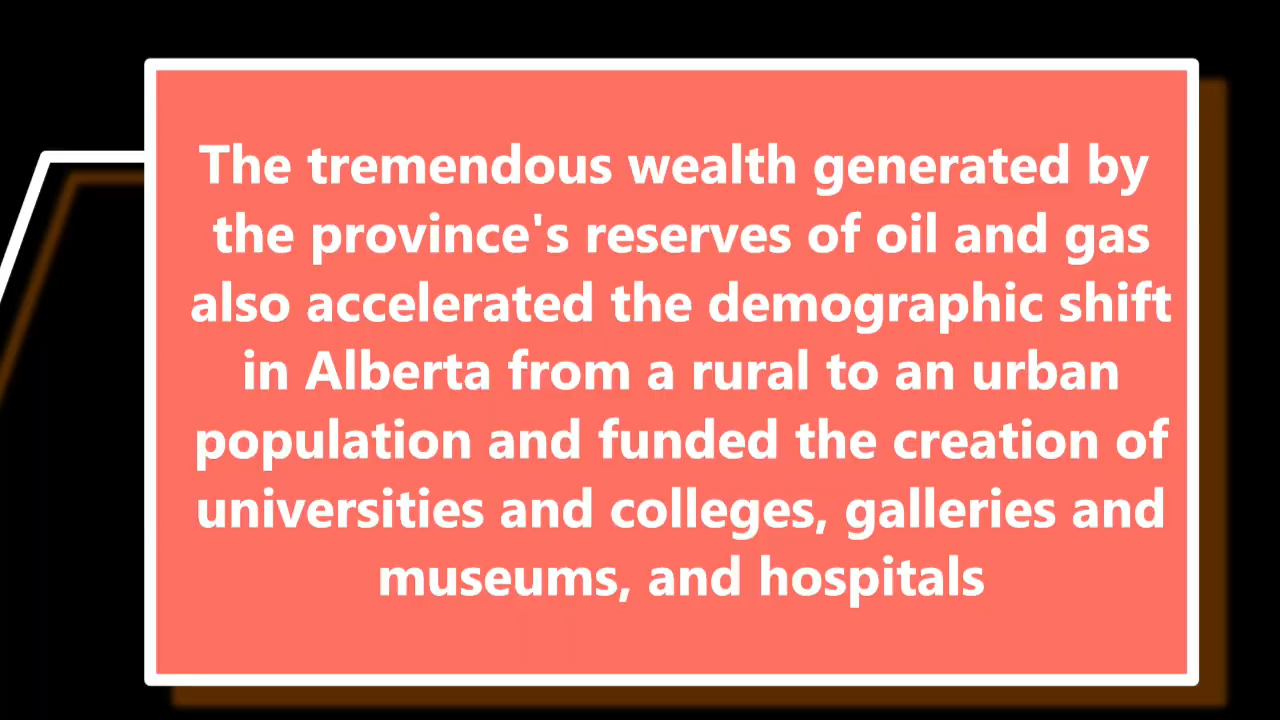 The tremendous wealth generated by
the province's reserves of oil and gas
also accelerated the demographic shift
in Alberta from a rural to an urban
population and funded the creation of
universities and colleges, galleries and
museums, and hospitals